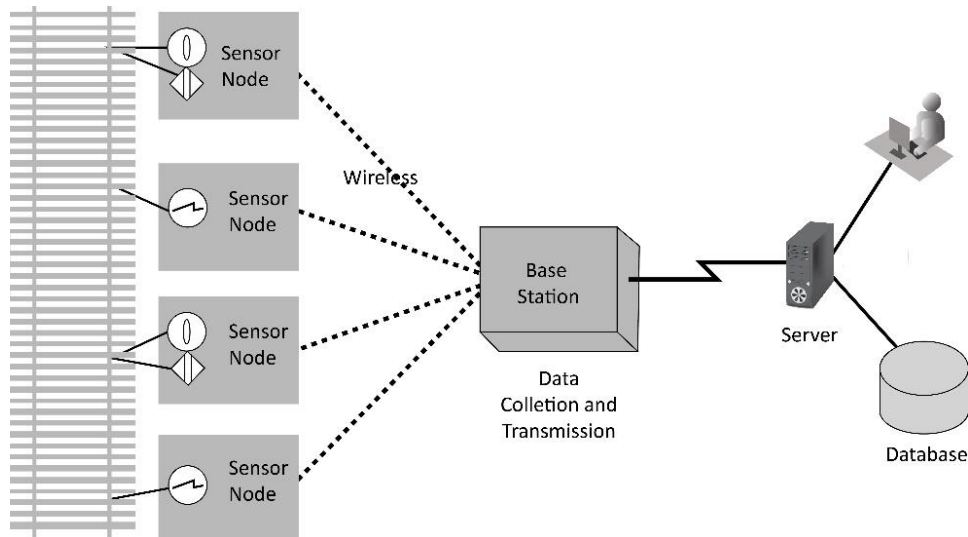 Sensor
Node
Wireless
Sensor
Node
Sensor
Node
Sensor
Node
Base
Station
Data
Colletion and
Transmission
Server
Database